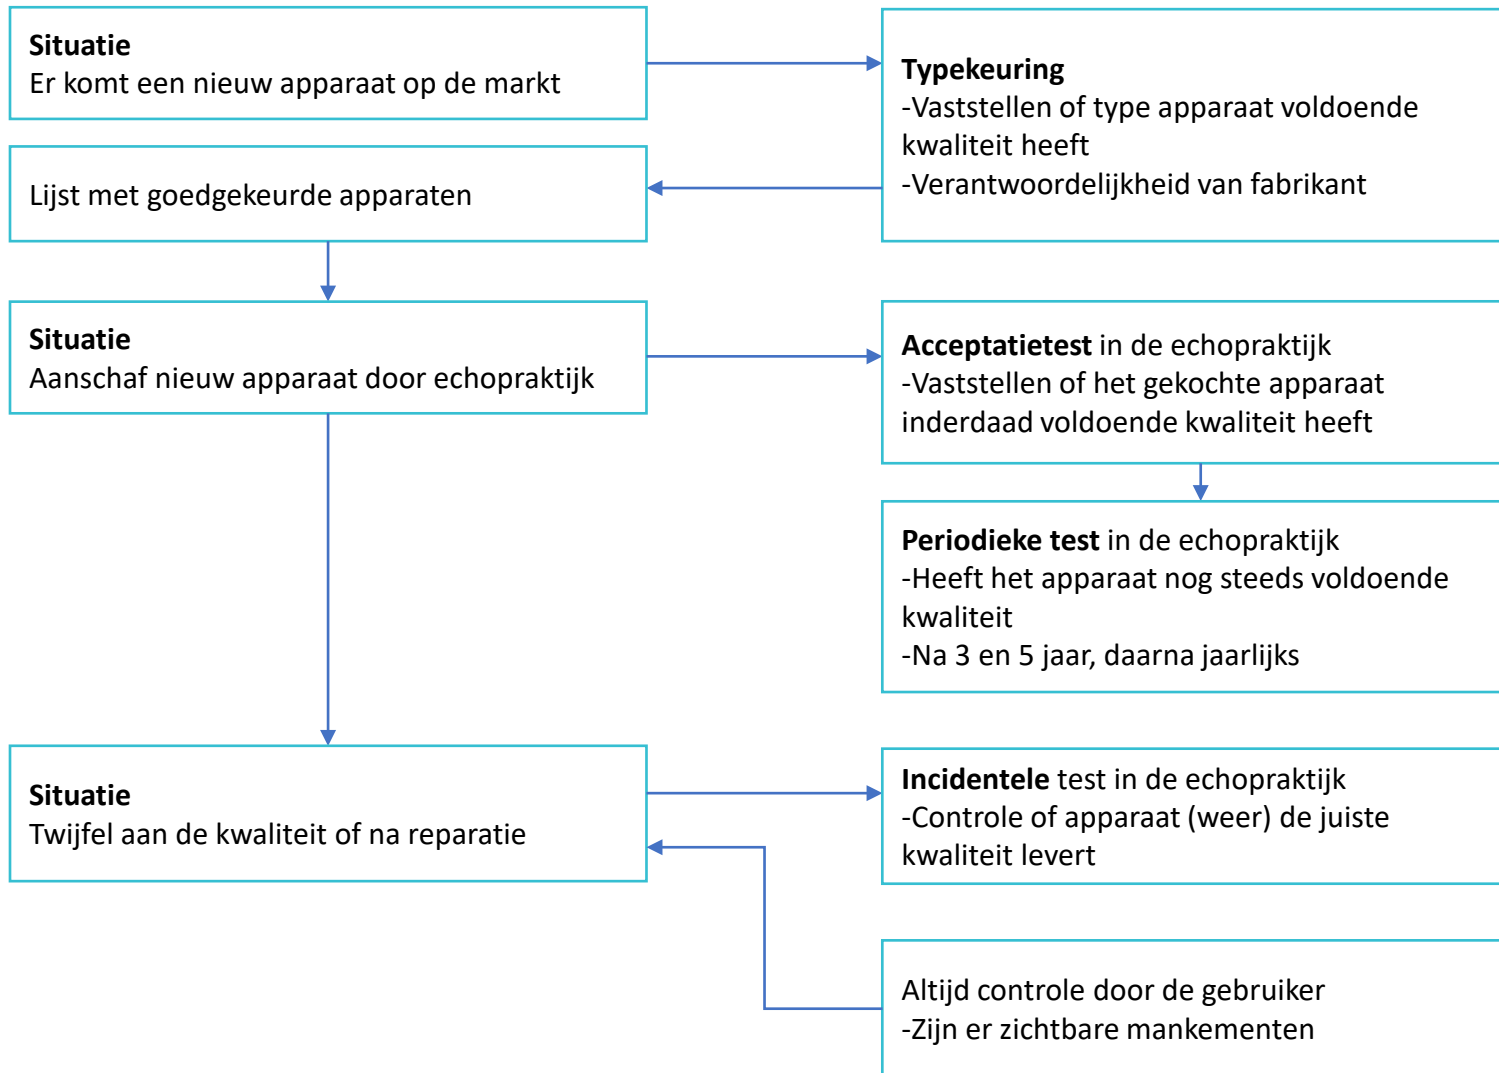 Situatie
Er komt een nieuw apparaat op de markt
Typekeuring
-Vaststellen of type apparaat voldoende
kwaliteit heeft
-Verantwoordelijkheid van fabrikant
Lijst met goedgekeurde apparaten
Situatie
Aanschaf nieuw apparaat door echopraktijk
Acceptatietest in de echopraktijk
-Vaststellen of het gekochte apparaat
inderdaad voldoende kwaliteit heeft
Periodieke test in de echopraktijk
-Heeft het apparaat nog steeds voldoende
kwaliteit
-Na 3 en 5 jaar, daarna jaarlijks
Situatie
Twijfel aan de kwaliteit of na reparatie
Incidentele test in de echopraktijk
-Controle of apparaat (weer) de juiste
kwaliteit levert
Altijd controle door de gebruiker
-Zijn er zichtbare mankementen